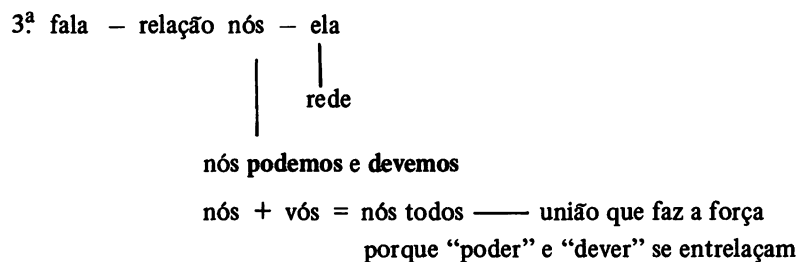 3ª. fala – relação nós – ela
rede
nós podemos e devemos
nós + vós = nós todos —— união que faz a força
porque “poder” e “dever” se entrelaçam